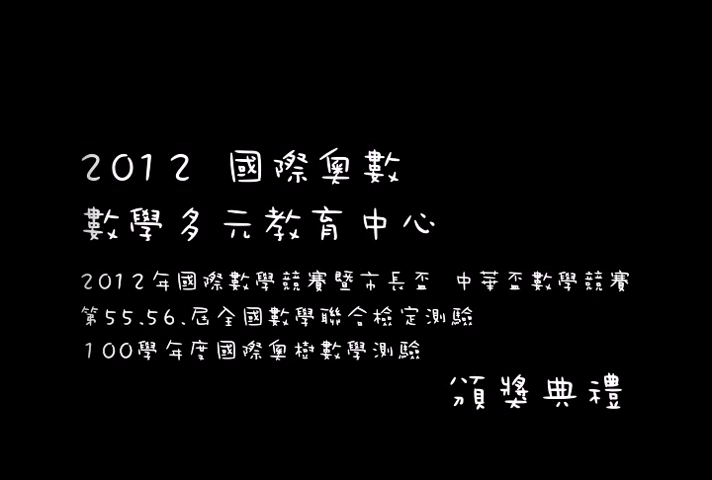 2012 國際奧數
數學多元教育中心
2012年國際數學競賽暨市長盃 中華盃數學競賽
第55.56.屆全國數學聯合檢定測驗
100學年度國際奧樹數學測驗
頒獎典禮